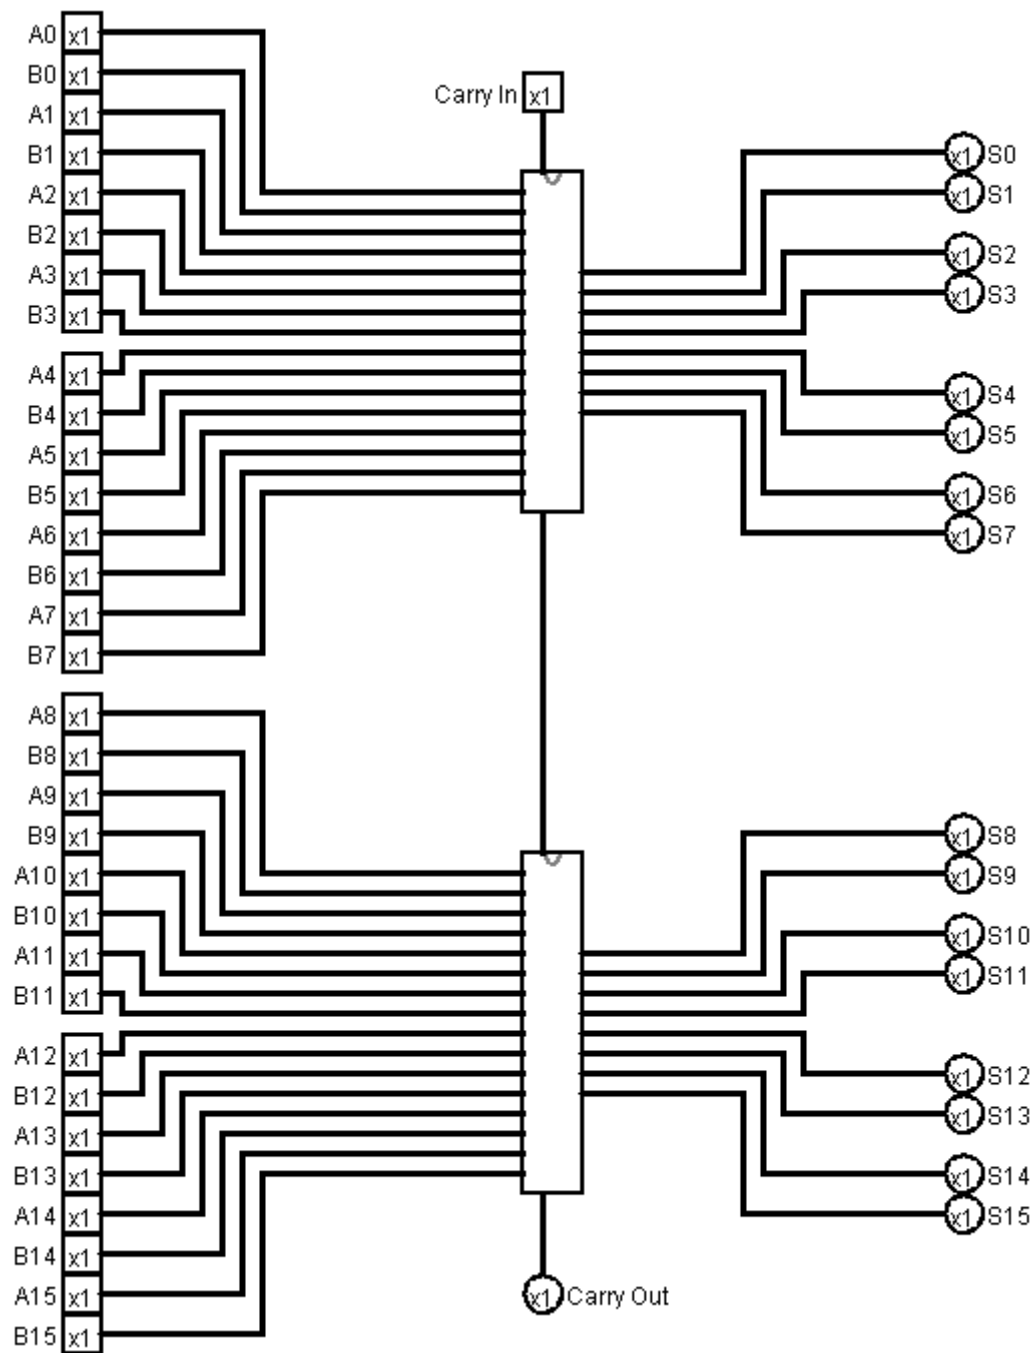 A0 x1
B0 x1
Carry In x1
A1 x1
B1 x1
x1 S0
A2 x1
x1 S1
B2 x1
x1 S2
A3 x1
x1 S3
B3 x1
A4 x1
x1 S4
B4 x1
x1 S5
A5 x1
B5 x1
x1 S6
A6 x1
x1 S7
B6 x1
A7 x1
B7 x1
A8 x1
B8 x1
A9 x1
B9 x1
x1 S8
A10 x1
x1 S9
B10 x1
x1 S10
A11 x1
x1 S11
B11 x1
A12 x1
x1 S12
B12 x1
x1 S13
A13 x1
B13 x1
x1 S14
A14 x1
x1 S15
B14 x1
A15 x1
x1 Carry Out
B15 x1